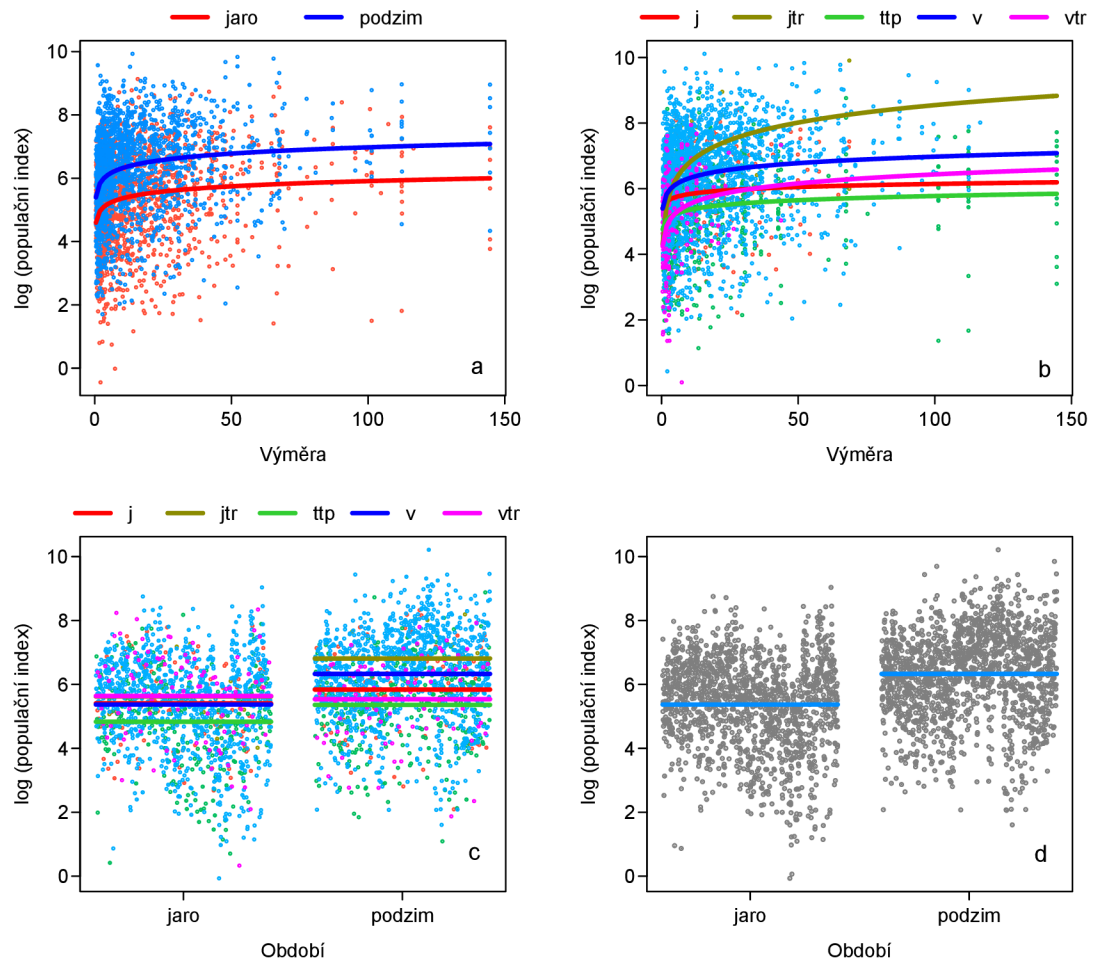 jaro podzim
log (populační index)
10
8
6
4
2
0
a
0 50 100 150
Výměra
j jtr ttp v vtr
log (populační index)
10
8
6
4
2
0
b
0 50 100 150
Výměra
j jtr ttp v vtr
log (populační index)
10
8
6
4
2
0
c
jaro podzim
Období
log (populační index)
10
8
6
4
2
0
d
jaro podzim
Období